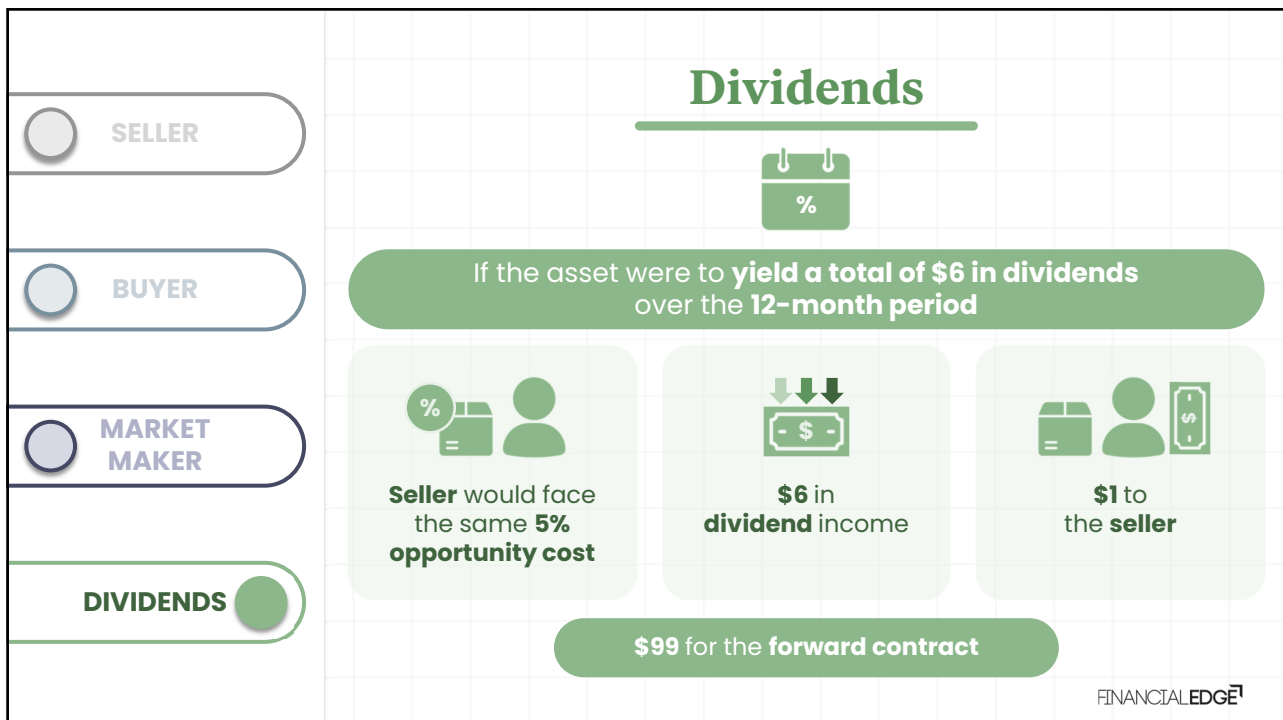 SELLER
BUYER
MARKET
MAKER
DIVIDENDS
Dividends
%
If the asset were to yield a total of $6 in dividends
over the 12-month period
%
Seller would face
the same 5%
opportunity cost
- $ -
$6 in
dividend income
- $ -
$1 to
the seller
$99 for the forward contract
FINANCIALEDGE